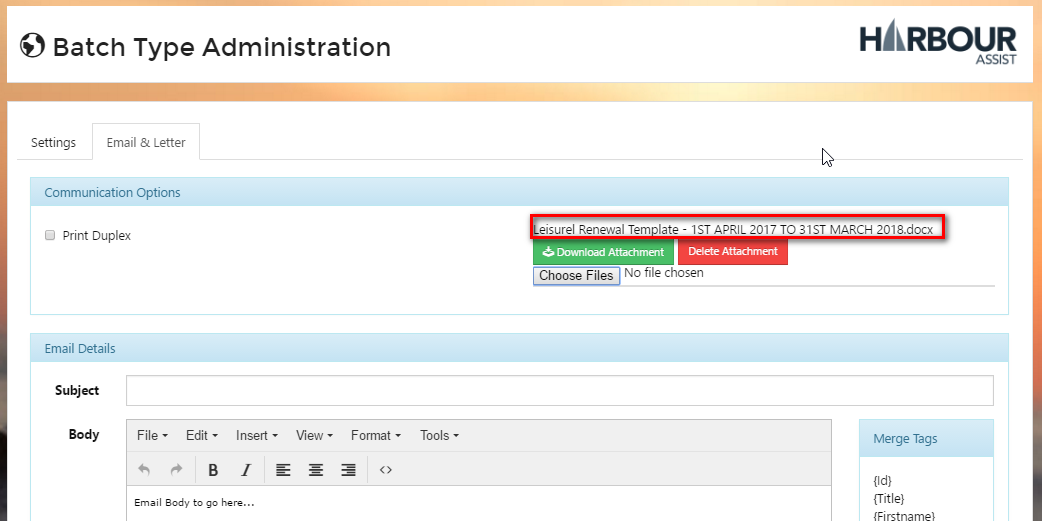 Batch Type Administration
HARBOUR
ASSIST
Settings
Email & Letter
Communication Options
Print Duplex
Leisurel Renewal Template - 1ST APRIL 2017 TO 31ST MARCH 2018.docx
Download Attachment Delete Attachment
Choose Files No file chosen
Email Details
Subject
Body
File Edit Insert View Format Tools
B I
Email Body to go here...
Merge Tags
{Id}
{Title}
{Firstname}